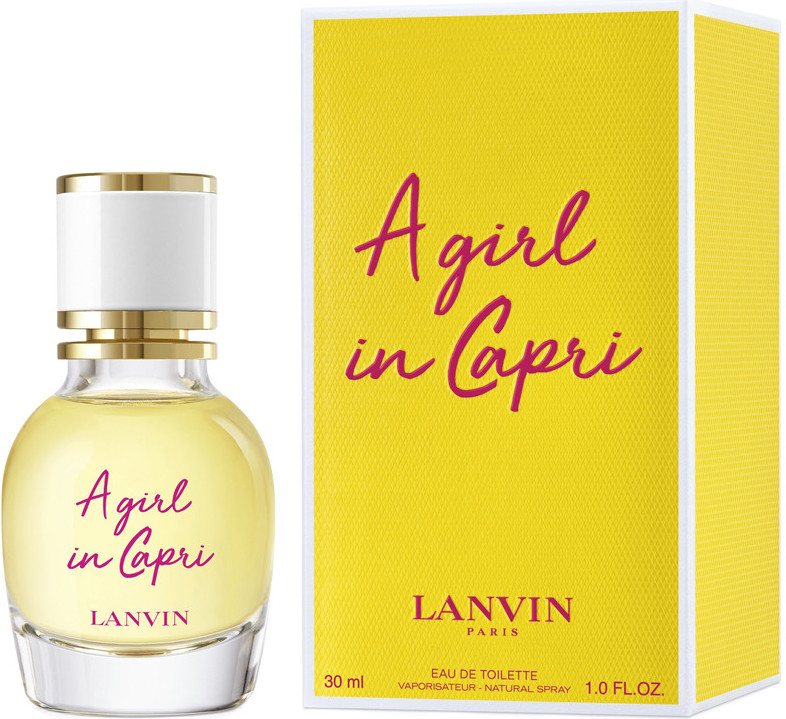 A girl
in Capri
LANVIN
A girl
in Capri
LANVIN
PARIS
30 ml
EAU DE TOILETTE
VAPORISATEUR - NATURAL SPRAY
1.0 FL.OZ.